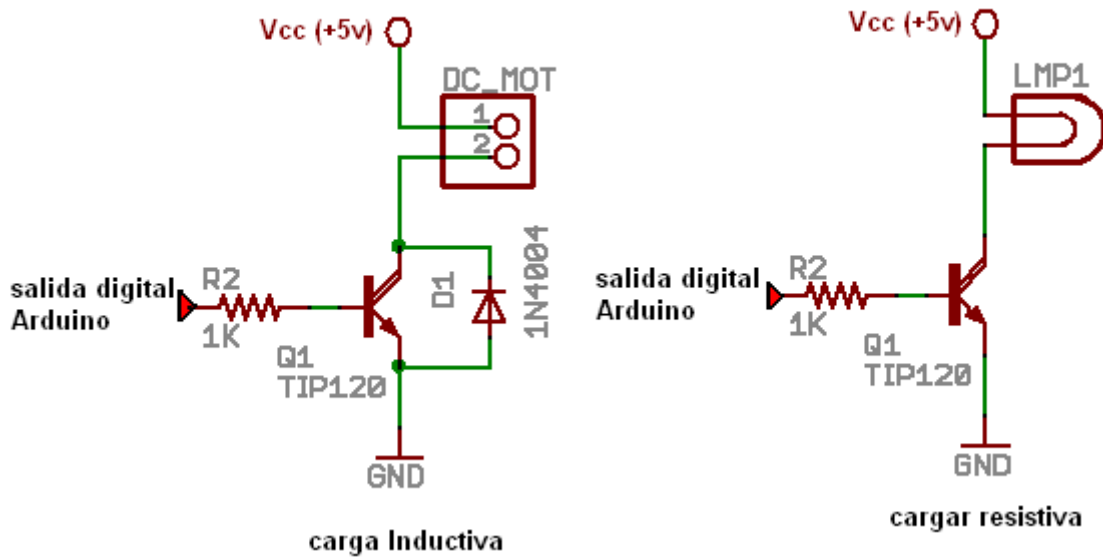 Vcc (+5v)
DC_MOT
1
2
salida digital
Arduino
R2
1K
Q1
TIP120
D1
1N4004
GND
carga Inductiva
Vcc (+5v)
LMP1
salida digital
Arduino
R2
1K
Q1
TIP120
GND
cargar resistiva